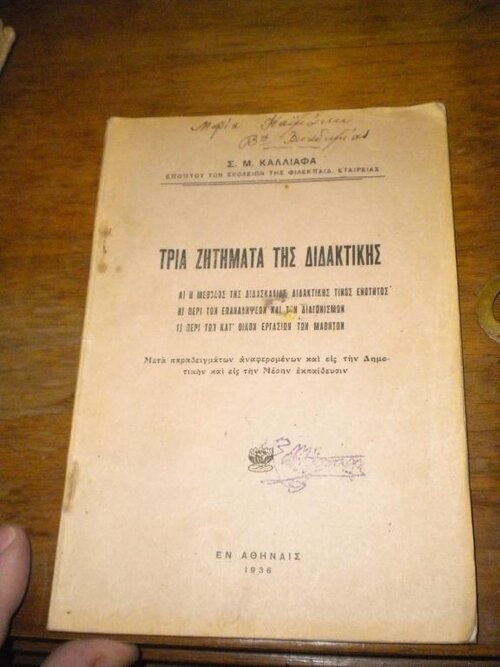 Μαρία
Σ. Μ. ΚΑΛΛΙΑΦΑ
ΕΠΟΠΤΟΥ ΤΩΝ ΣΧΟΛΕΙΩΝ ΤΗΣ ΦΙΛΕΚΠΑΙΔ. ΕΤΑΙΡΕΙΑΣ
ΤΡΙΑ ΖΗΤΗΜΑΤΑ ΤΗΣ ΔΙΔΑΚΤΙΚΗΣ
Α) Η ΜΕΘΟΔΟΣ ΤΗΣ ΔΙΔΑΣΚΑΛΙΑΣ ΔΙΔΑΚΤΙΚΗΣ ΤΙΝΟΣ ΕΝΟΤΗΤΟΣ
Β) ΠΕΡΙ ΤΩΝ ΕΠΑΝΑΛΗΨΕΩΝ ΚΑΙ ΤΩΝ ΔΙΑΓΩΝΙΣΜΩΝ
Γ) ΠΕΡΙ ΤΩΝ ΚΑΤ' ΟΙΚΟΝ ΕΡΓΑΣΙΩΝ ΤΩΝ ΜΑΘΗΤΩΝ
Μετὰ παραδειγμάτων ἀναφερομένων καὶ εἰς τὴν Δημο-
τικὴν καὶ εἰς τὴν Μέσην ἐκπαίδευσιν
ΕΝ ΑΘΗΝΑΙΣ
1936